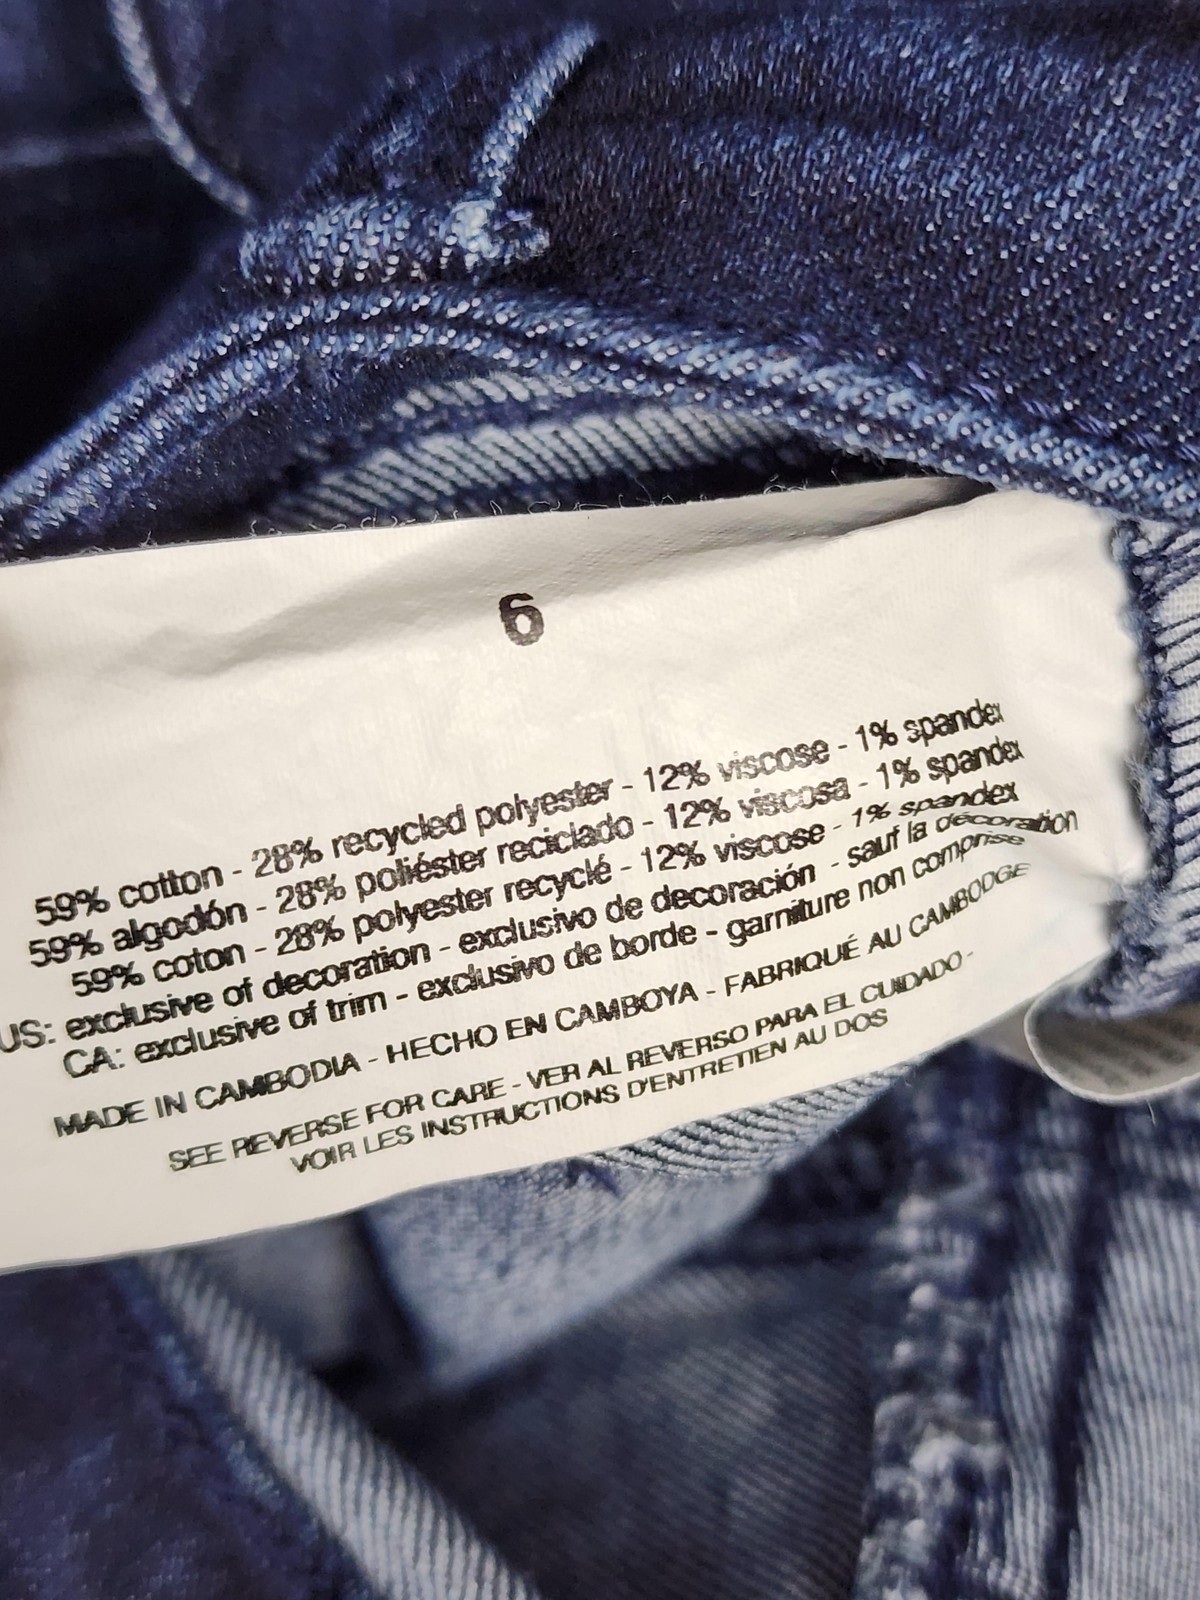 6
59% cotton - 28% recycled polyester - 12% viscose - 1% spandex
59% algodón - 28% poliéster reciclado - 12% viscosa - 1% spandex
59% coton - 28% polyester recyclé - 12% viscose - 1% spandex
US: exclusive of decoration - exclusivo de decoración - sauf la décoration
CA: exclusive of trim - exclusivo de borde - garniture non comprise
MADE IN CAMBODIA - HECHO EN CAMBOYA - FABRIQUÉ AU CAMBODGE
SEE REVERSE FOR CARE - VER AL REVERSO PARA EL CUIDADO -
VOIR LES INSTRUCTIONS D'ENTRETIEN AU DOS